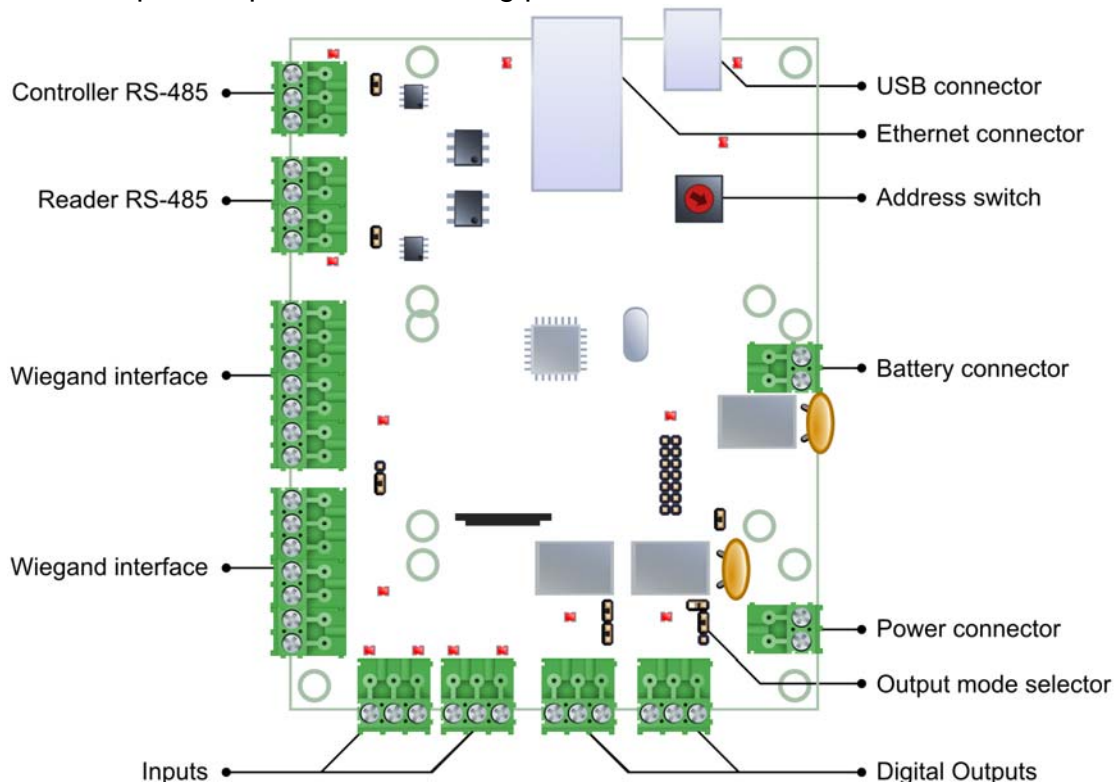 Controller RS-485
Reader RS-485
Wiegand interface
Wiegand interface
Inputs
USB connector
Ethernet connector
Address switch
Battery connector
Power connector
Output mode selector
Digital Outputs